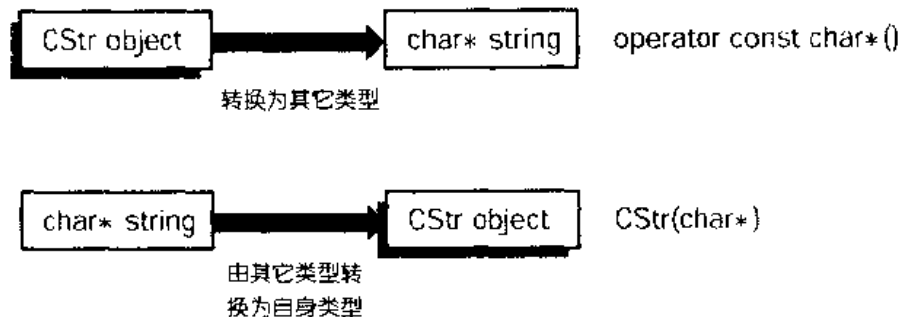 CStr object char* string operator const char*()
转换为其它类型
char* string CStr object CStr(char*)
由其它类型转
换为自身类型